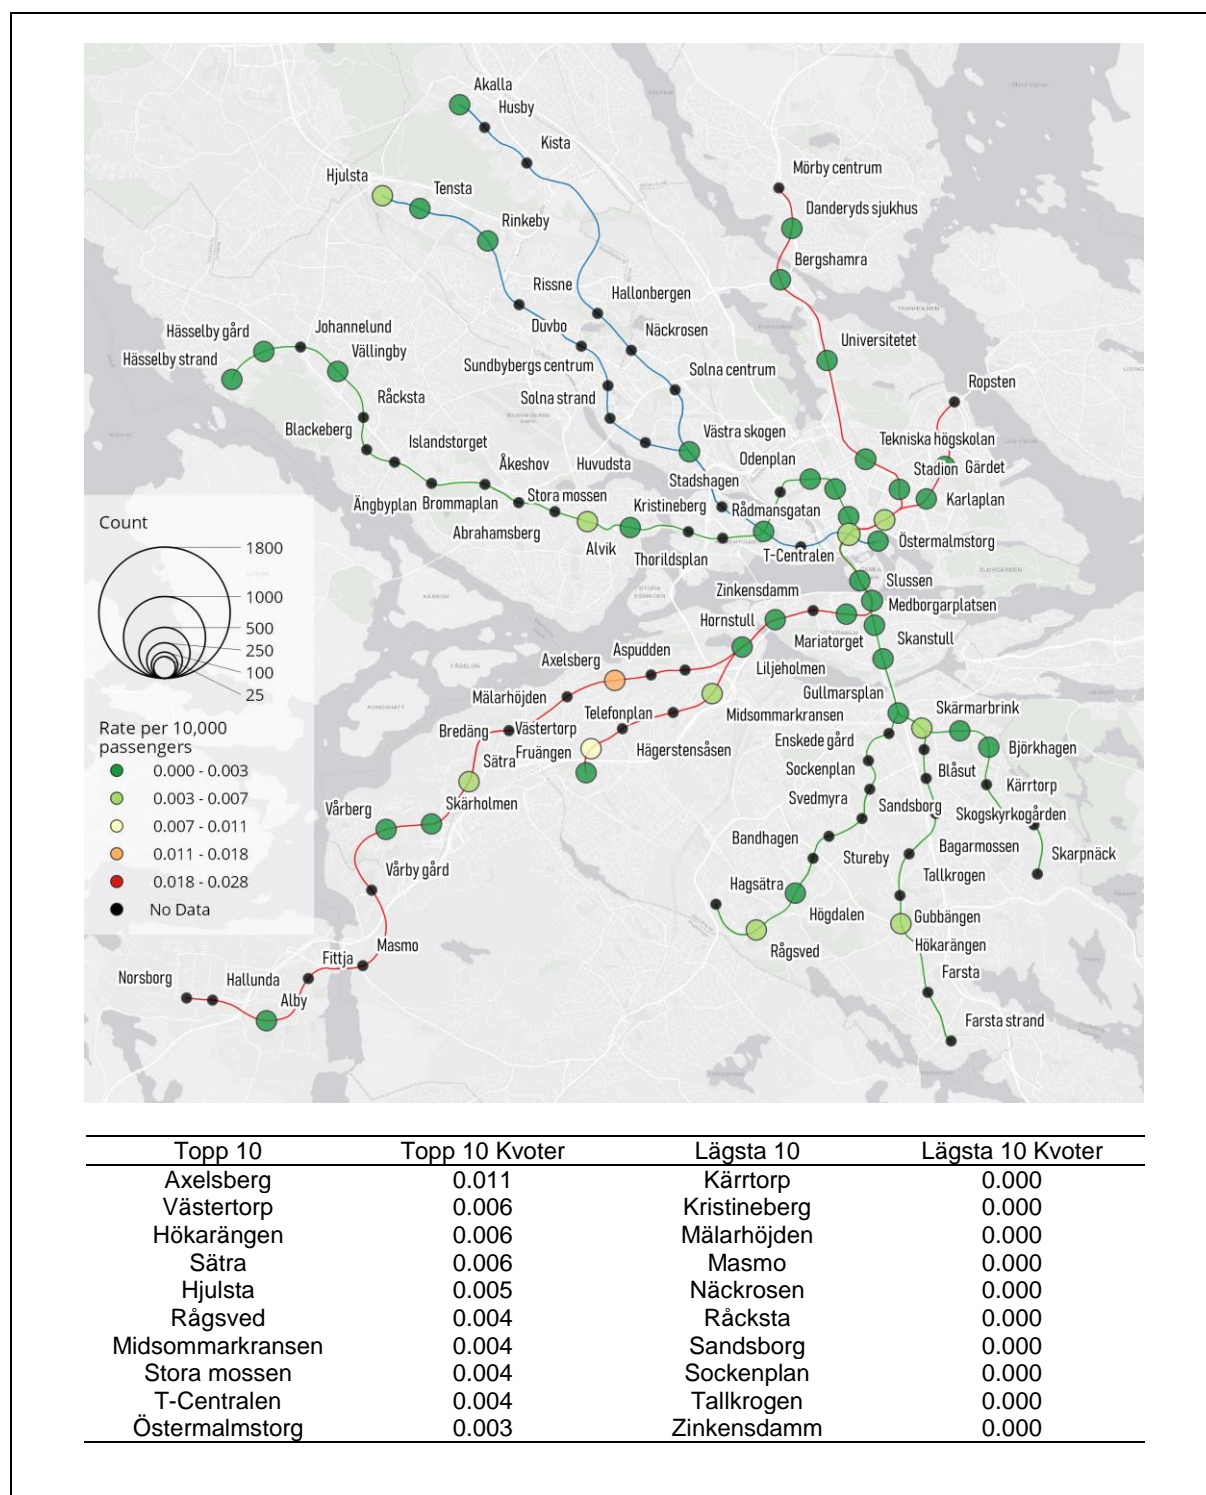 Akalla
Husby
Kista
Mörby centrum
Hjulsta
Tensta
Danderyds sjukhus
Rinkeby
Bergshamra
Rissne
Hallonbergen
Johannelund
Hässelby gård
Duvbo
Näckrosen
Universitetet
Vällingby
Hässelby strand
Sundbybergs centrum
Solna centrum
Ropsten
Råcksta
Solna strand
Blackeberg
Islandstorget
Västra skogen
Tekniska högskolan
Odenplan
Åkeshov
Huvudsta
Stadion
Gärdet
Stadshagen
Ängbyplan
Brommaplan
Stora mossen
Kristineberg
Rådmansgatan
Karlaplan
Abrahamsberg
Alvik
Thorildsplan
T-Centralen
Östermalmstorg
Slussen
Zinkensdamm
Medborgarplatsen
Hornstull
Mariatorget
Skanstull
Aspudden
Axelsberg
Liljeholmen
Mälarhöjden
Gullmarsplan
Skärmarbrink
Telefonplan
Midsommarkransen
Bredäng
Västertorp
Enskede gård
Björkhagen
Fruängen
Hägerstensåsen
Sätra
Sockenplan
Blåsut
Kärrtorp
Svedmyra
Sandsborg
Skogskyrkogården
Vårberg
Skärholmen
Bandhagen
Bagarmossen
Skarpnäck
Stureby
Vårby gård
Tallkrogen
Hagsätra
Högdalen
Gubbängen
Masmo
Rågsved
Hökarängen
Fittja
Norsborg
Hallunda
Farsta
Alby
Farsta strand
Count
1800
1000
500
250
100
25
Rate per 10,000
passengers
0.000 - 0.003
0.003 - 0.007
0.007 - 0.011
0.011 - 0.018
0.018 - 0.028
No Data
Topp 10 Topp 10 Kvoter Lägsta 10 Lägsta 10 Kvoter
Axelsberg 0.011 Kärrtorp 0.000
Västertorp 0.006 Kristineberg 0.000
Hökarängen 0.006 Mälarhöjden 0.000
Sätra 0.006 Masmo 0.000
Hjulsta 0.005 Näckrosen 0.000
Rågsved 0.004 Råcksta 0.000
Midsommarkransen 0.004 Sandsborg 0.000
Stora mossen 0.004 Sockenplan 0.000
T-Centralen 0.004 Tallkrogen 0.000
Östermalmstorg 0.003 Zinkensdamm 0.000